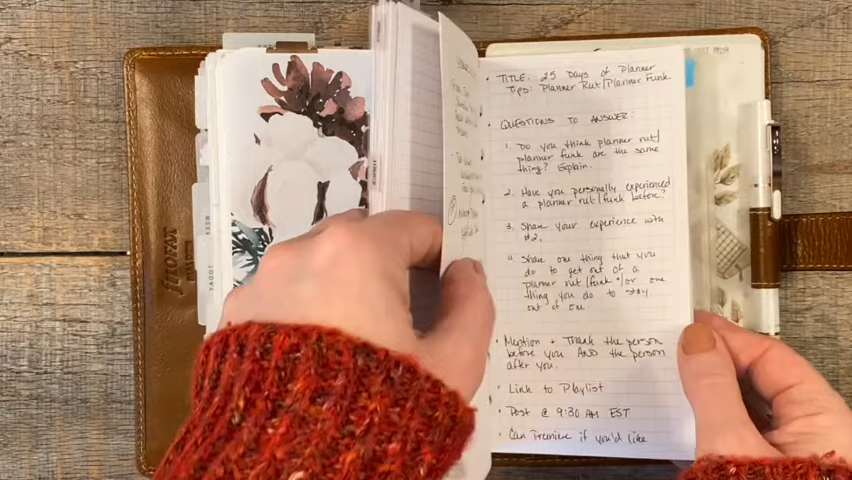 • TITLE: 25 Days of Planner
Tips: Planner Rut/Planner Funk
• QUESTIONS TO ANSWER:
1. Do you think planner rut/
planner funk are the same
thing? Explain.
2. Have you personally experienced
a planner rut/funk before?
3. Share your experience with
#2.
4. Share one thing that you
do to get out of a
planner rut/funk +/or one
thing you do to stay
out of one.
• Mention + Thank the person
before you AND the person
after you.
• Link to Playlist
• Post @ 9:30 AM EST
• Can Premiere if you'd like
filofax
TAROT